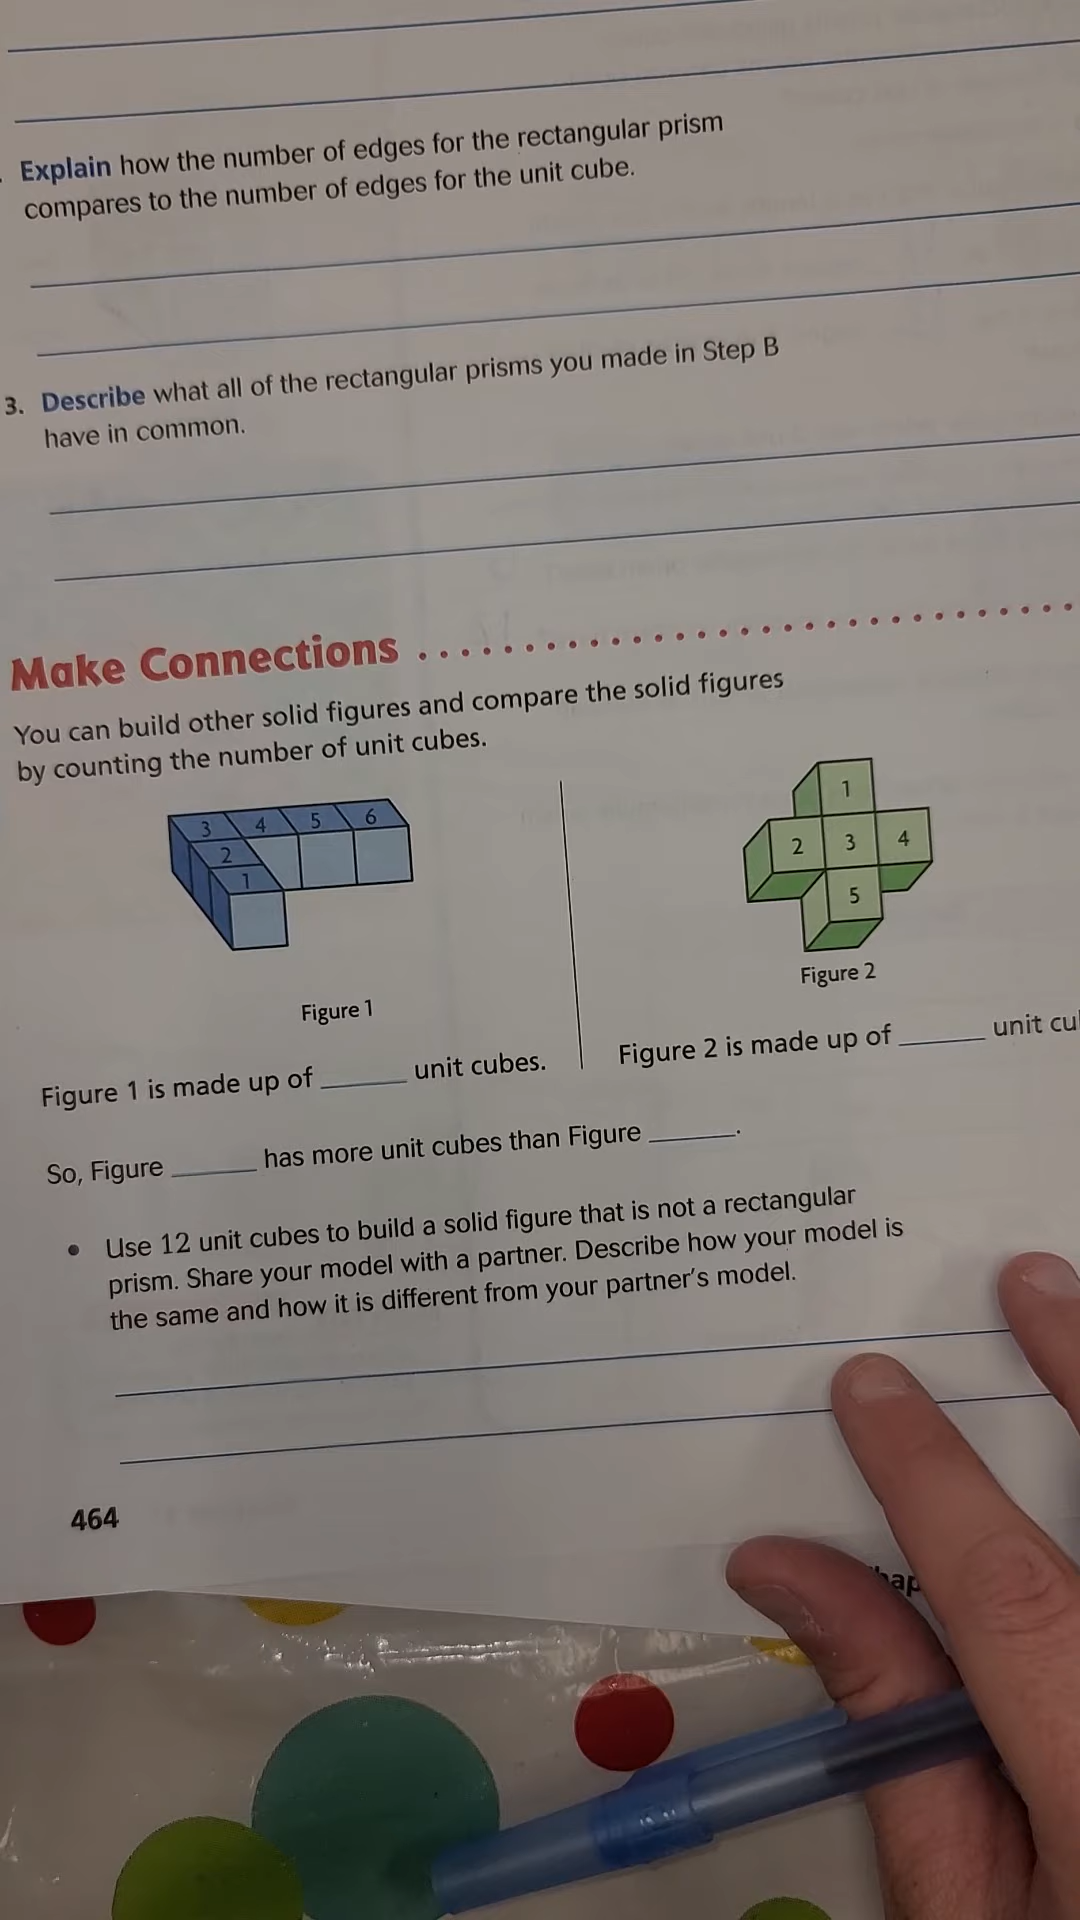 Explain how the number of edges for the rectangular prism
compares to the number of edges for the unit cube.
3. Describe what all of the rectangular prisms you made in Step B
have in common.
Make Connections
You can build other solid figures and compare the solid figures
by counting the number of unit cubes.
3 4 5 6
2
1
Figure 1
1
2 3 4
5
Figure 2
Figure 1 is made up of ______ unit cubes.
Figure 2 is made up of ______ unit
So, Figure ______ has more unit cubes than Figure ______.
• Use 12 unit cubes to build a solid figure that is not a rectangular
prism. Share your model with a partner. Describe how your model is
the same and how it is different from your partner's model.
464